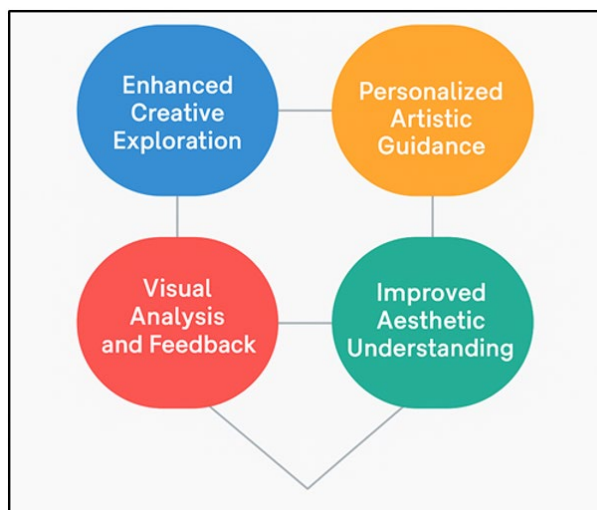 Enhanced
Creative
Exploration
Personalized
Artistic
Guidance
Visual
Analysis
and Feedback
Improved
Aesthetic
Understanding